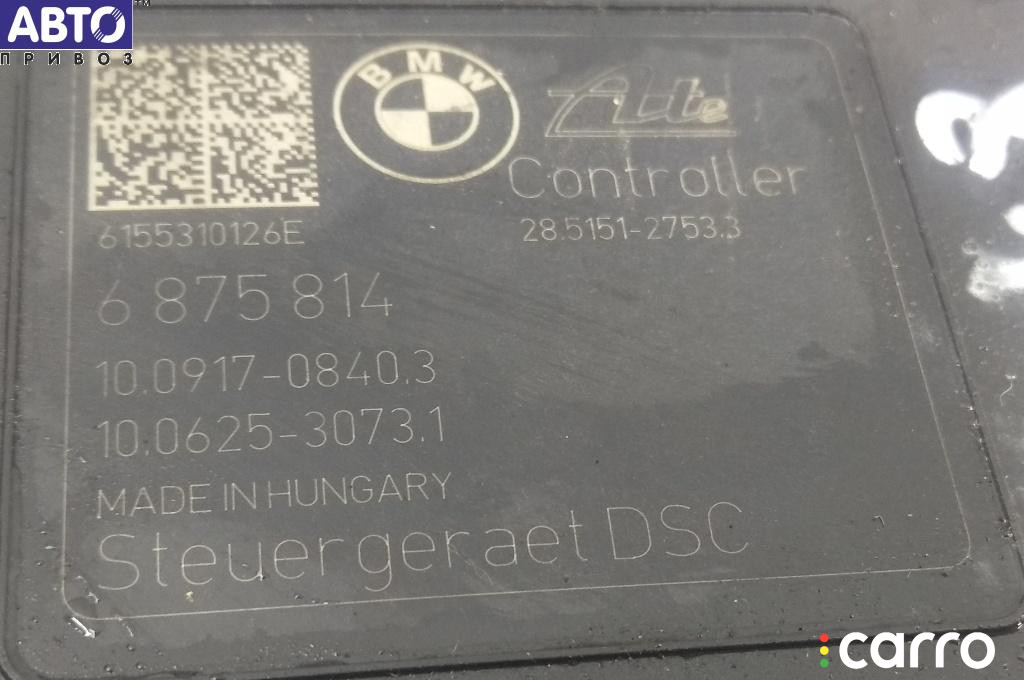 АВТО™
ПРИВОЗ
BMW
Ate
Controller
28.5151-2753.3
6155310126E
6 875 814
10.0917-0840.3
10.0625-3073.1
MADE IN HUNGARY
Steuergeraet DSC
carro